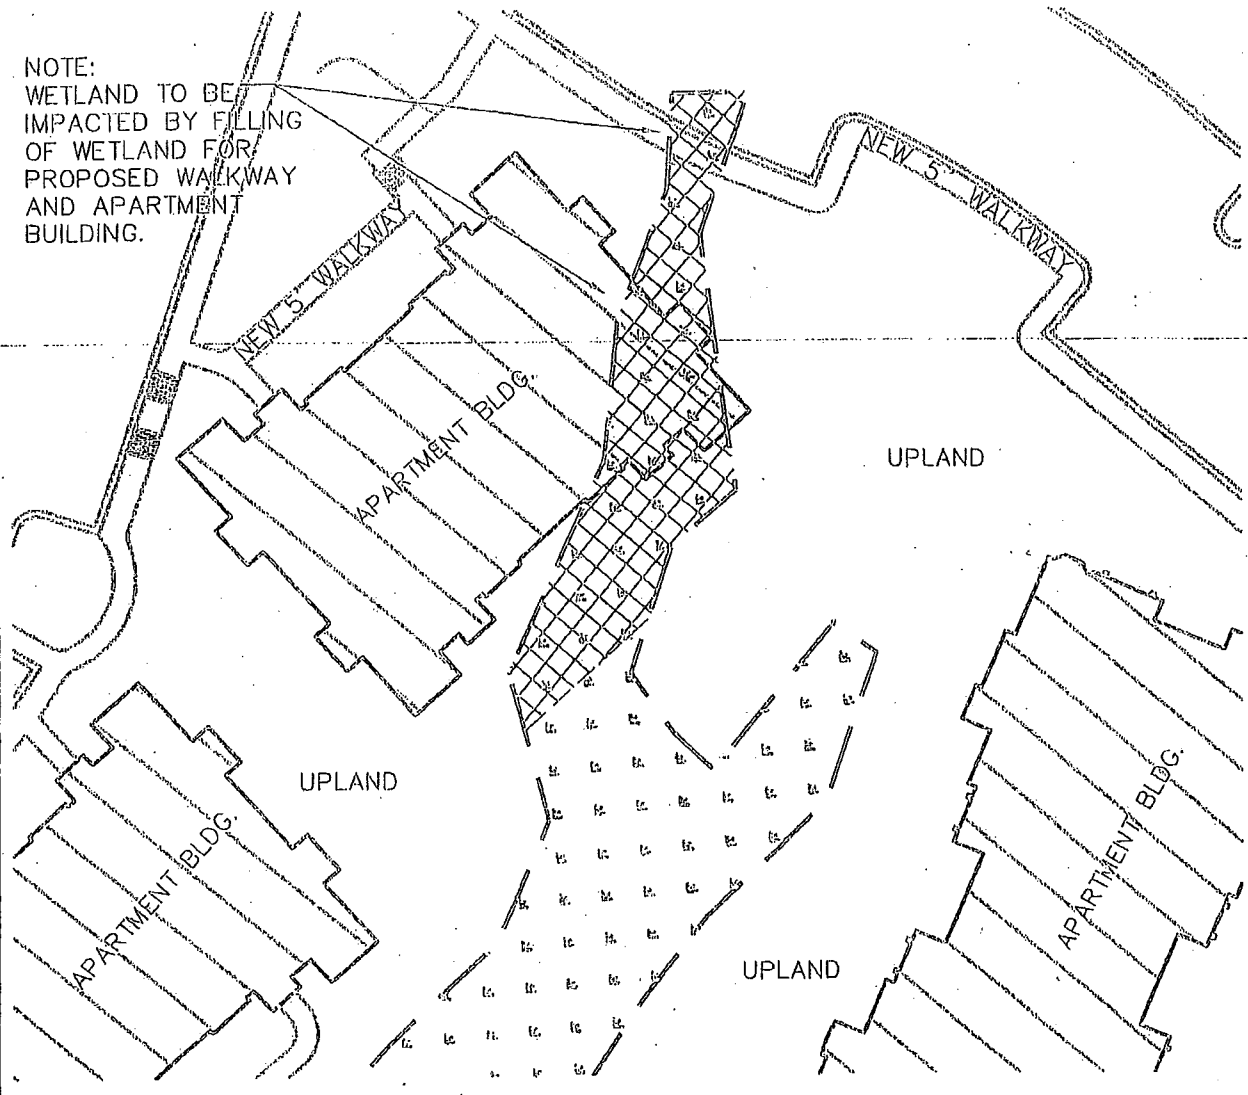 NOTE:
WETLAND TO BE
IMPACTED BY FILLING
OF WETLAND FOR
PROPOSED WALKWAY
AND APARTMENT
BUILDING.
NEW 5' WALKWAY
NEW 5' WALKWAY
APARTMENT BLDG.
UPLAND
UPLAND
APARTMENT BLDG.
APARTMENT BLDG.
UPLAND